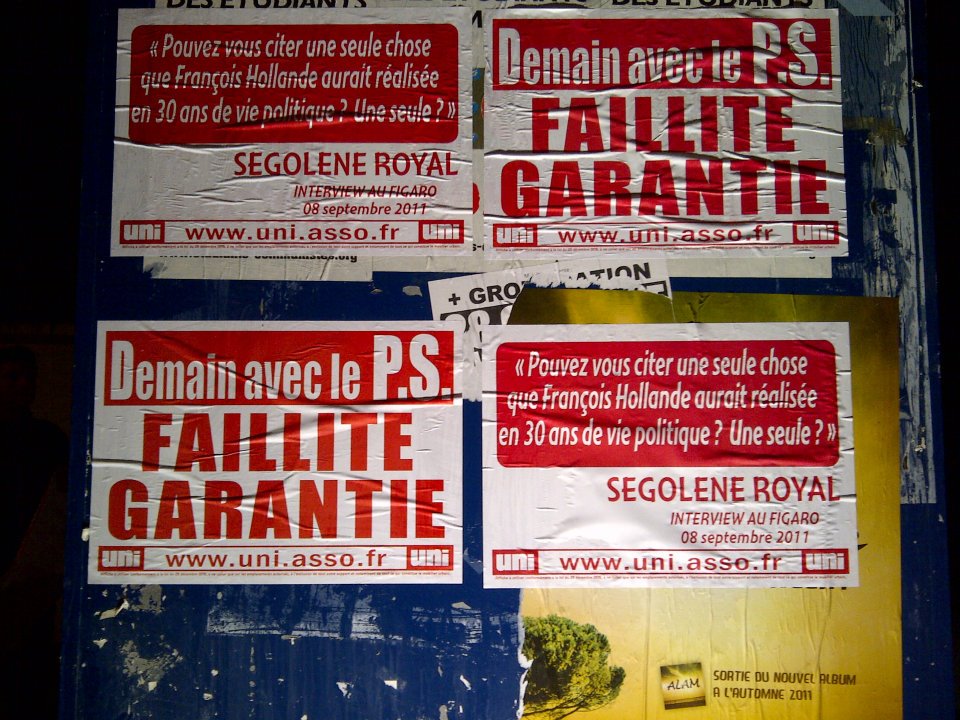 DES ETUDIANTS
« Pouvez vous citer une seule chose
que François Hollande aurait réalisée
en 30 ans de vie politique ? Une seule ? »
SEGOLENE ROYAL
INTERVIEW AU FIGARO
08 septembre 2011
uni www.uni.asso.fr uni
Demain avec le P.S.
FAILLITE
GARANTIE
uni www.uni.asso.fr uni
+ GRO
ATION
Demain avec le P.S.
FAILLITE
GARANTIE
uni www.uni.asso.fr uni
« Pouvez vous citer une seule chose
que François Hollande aurait réalisée
en 30 ans de vie politique ? Une seule ? »
SEGOLENE ROYAL
INTERVIEW AU FIGARO
08 septembre 2011
uni www.uni.asso.fr uni
ALAM
SORTIE DU NOUVEL ALBUM
A L'AUTOMNE 2011